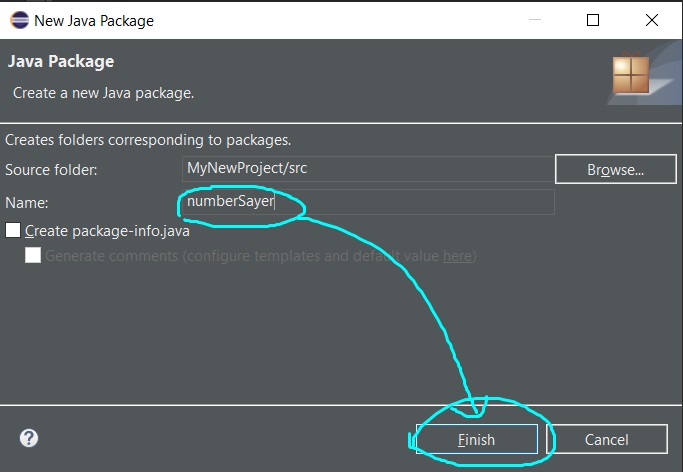 New Java Package
Java Package
Create a new Java package.
Creates folders corresponding to packages.
Source folder: MyNewProject/src Browse...
Name: numberSayer
Create package-info.java
Generate comments (configure templates and default value here)
? Finish Cancel